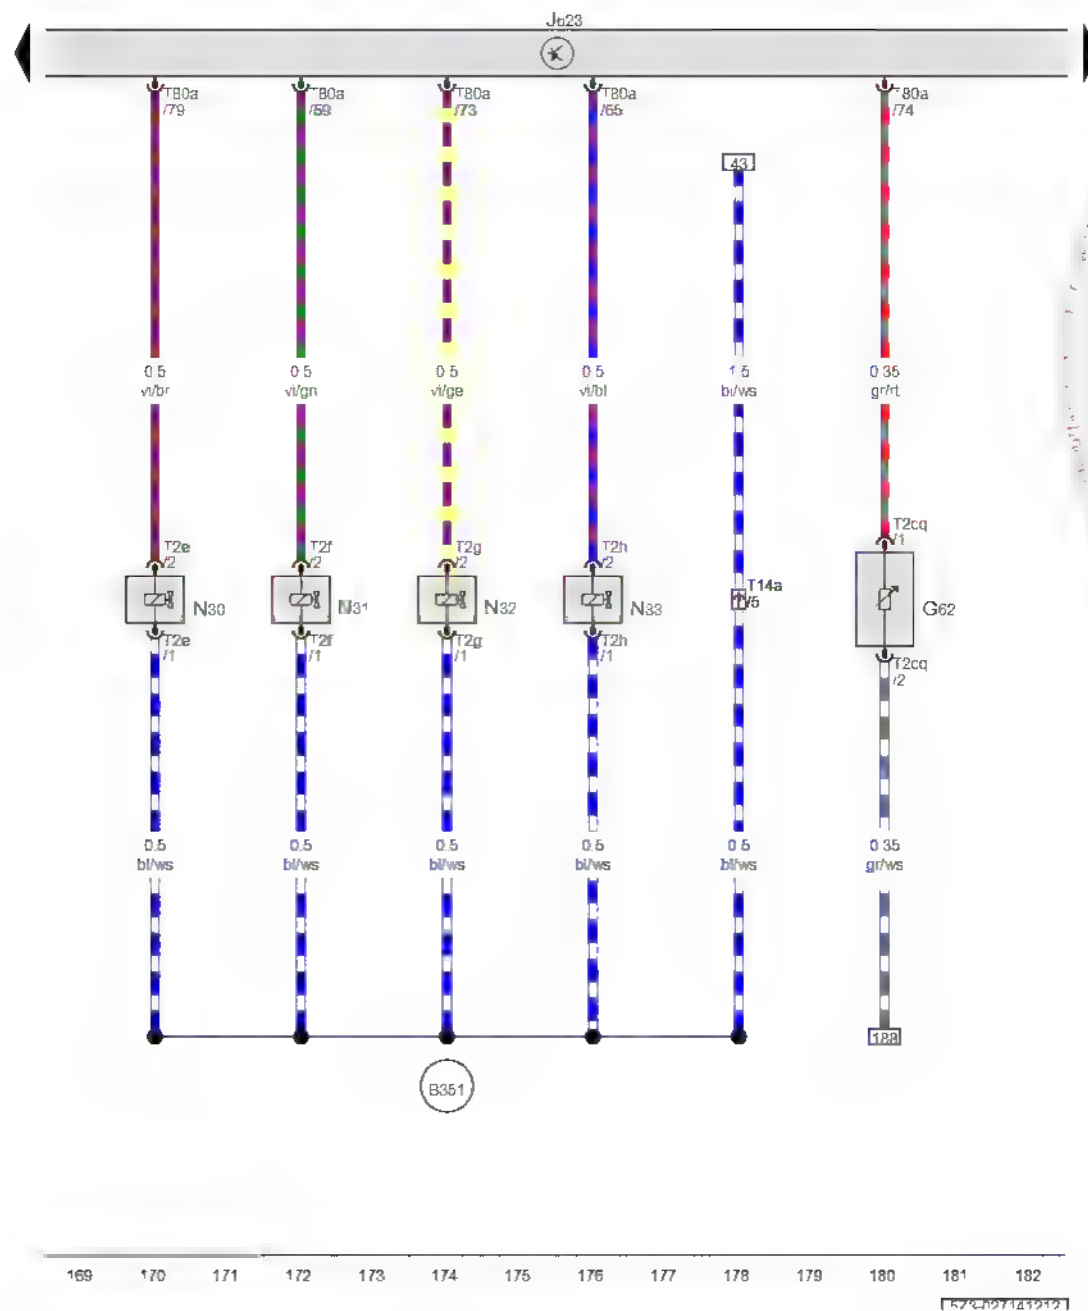 J623
T80a T80a T80a T80a T80a
/79 /69 /73 /65 /74
43
0.5 0.5 0.5 0.5 1.5 0.35
vi/br vi/gn vi/ge vi/bl bl/ws gr/rt
T2cq
/1
T2e T2f T2g T2h
/2 /2 /2 /2
T14a
/5
N30 N31 N32 N33 G62
T2e T2f T2g T2h
/1 /1 /1 /1
T2cq
/2
0.5 0.5 0.5 0.5 0.5 0.35
bl/ws bl/ws bl/ws bl/ws bl/ws gr/ws
B351
169 170 171 172 173 174 175 176 177 178 179 180 181 182